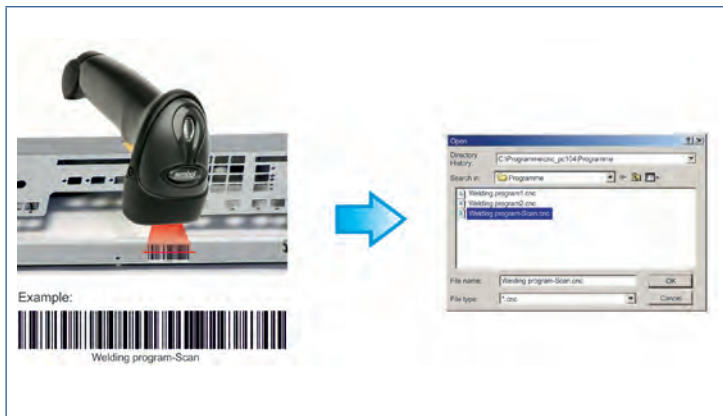 symbol
Example:
Welding program-Scan
Open
Directory History:
C:\Programme\cnc_pc104\Programme
Search in:
Programme
Welding program1.cnc
Welding program2.cnc
Welding program-Scan.cnc
File name:
Welding program-Scan.cnc
OK
File type:
*.cnc
Cancel